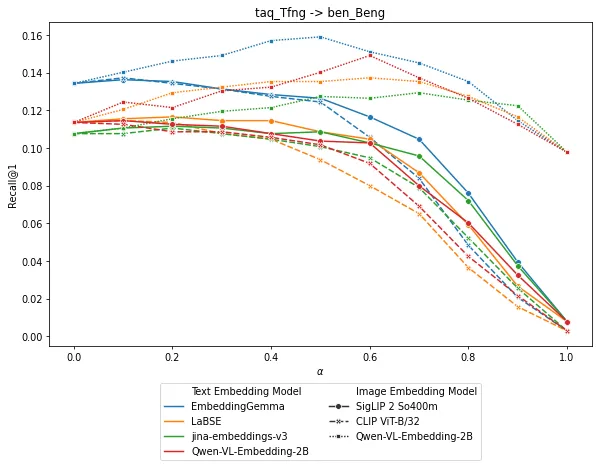 taq_Tfng -> ben_Beng
Recall@1
0.16
0.14
0.12
0.10
0.08
0.06
0.04
0.02
0.00
0.0
0.2
0.4
0.6
0.8
1.0
α
Text Embedding Model
EmbeddingGemma
LaBSE
jina-embeddings-v3
Qwen-VL-Embedding-2B
Image Embedding Model
SigLIP 2 So400m
CLIP ViT-B/32
Qwen-VL-Embedding-2B